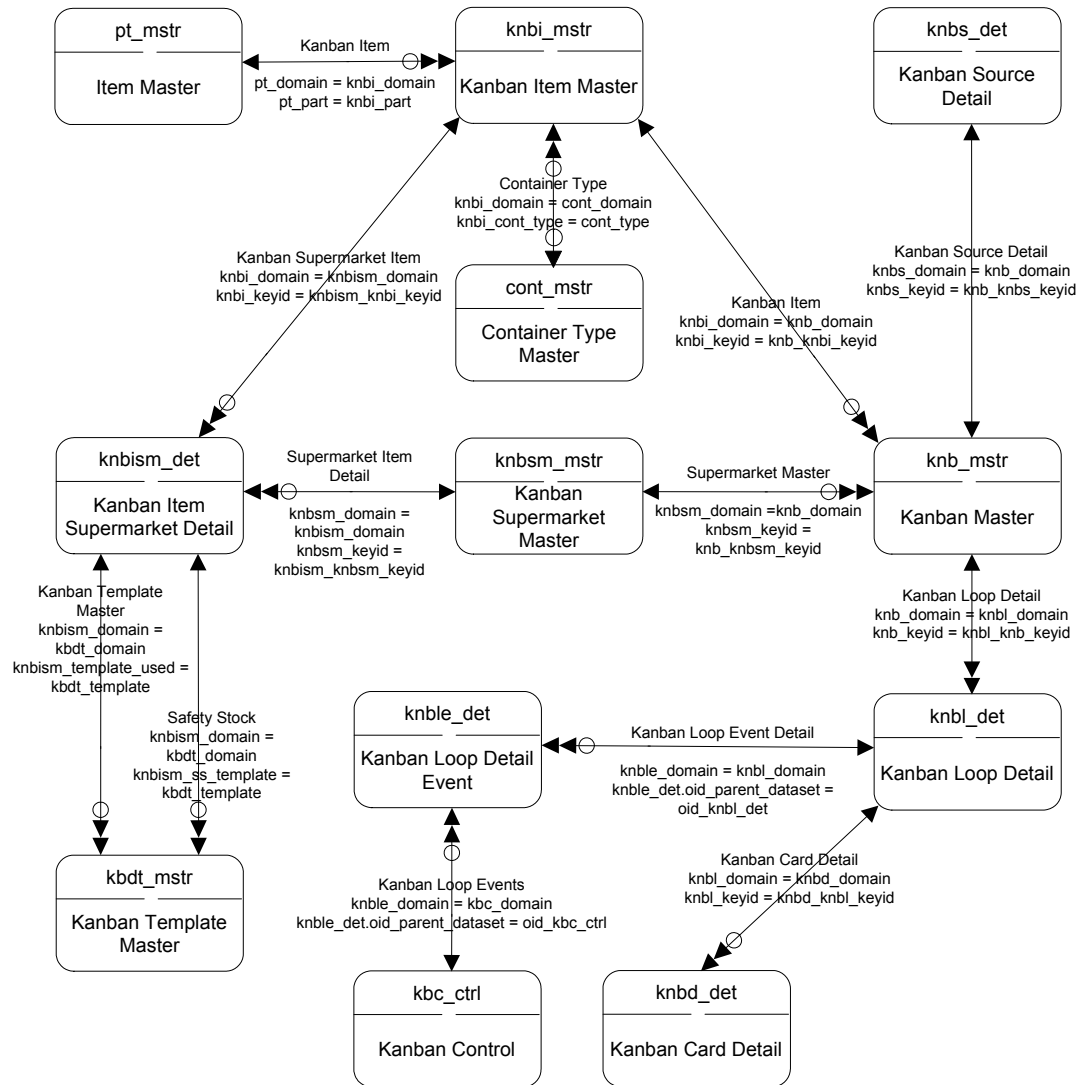 pt_mstr
Item Master
Kanban Item
pt_domain = knbi_domain
pt_part = knbi_part
knbi_mstr
Kanban Item Master
knbs_det
Kanban Source
Detail
Container Type
knbi_domain = cont_domain
knbi_cont_type = cont_type
Kanban Supermarket Item
knbi_domain = knbism_domain
knbi_keyid = knbism_knbi_keyid
cont_mstr
Container Type
Master
Kanban Item
knbi_domain = knb_domain
knbi_keyid = knb_knbi_keyid
Kanban Source Detail
knbs_domain = knb_domain
knbs_keyid = knb_knbs_keyid
knbism_det
Kanban Item
Supermarket Detail
Supermarket Item
Detail
knbsm_domain =
knbism_domain
knbsm_keyid =
knbism_knbsm_keyid
knbsm_mstr
Kanban
Supermarket
Master
Supermarket Master
knbsm_domain =knb_domain
knbsm_keyid =
knb_knbsm_keyid
knb_mstr
Kanban Master
Kanban Template
Master
knbism_domain =
kbdt_domain
knbism_template_used =
kbdt_template
Safety Stock
knbism_domain =
kbdt_domain
knbism_ss_template =
kbdt_template
Kanban Loop Detail
knb_domain = knbl_domain
knb_keyid = knbl_knb_keyid
knble_det
Kanban Loop Detail
Event
Kanban Loop Event Detail
knble_domain = knbl_domain
knble_det.oid_parent_dataset =
oid_knbl_det
knbl_det
Kanban Loop Detail
kbdt_mstr
Kanban Template
Master
Kanban Loop Events
knble_domain = kbc_domain
knble_det.oid_parent_dataset = oid_kbc_ctrl
Kanban Card Detail
knbl_domain = knbd_domain
knbl_keyid = knbd_knbl_keyid
kbc_ctrl
Kanban Control
knbd_det
Kanban Card Detail